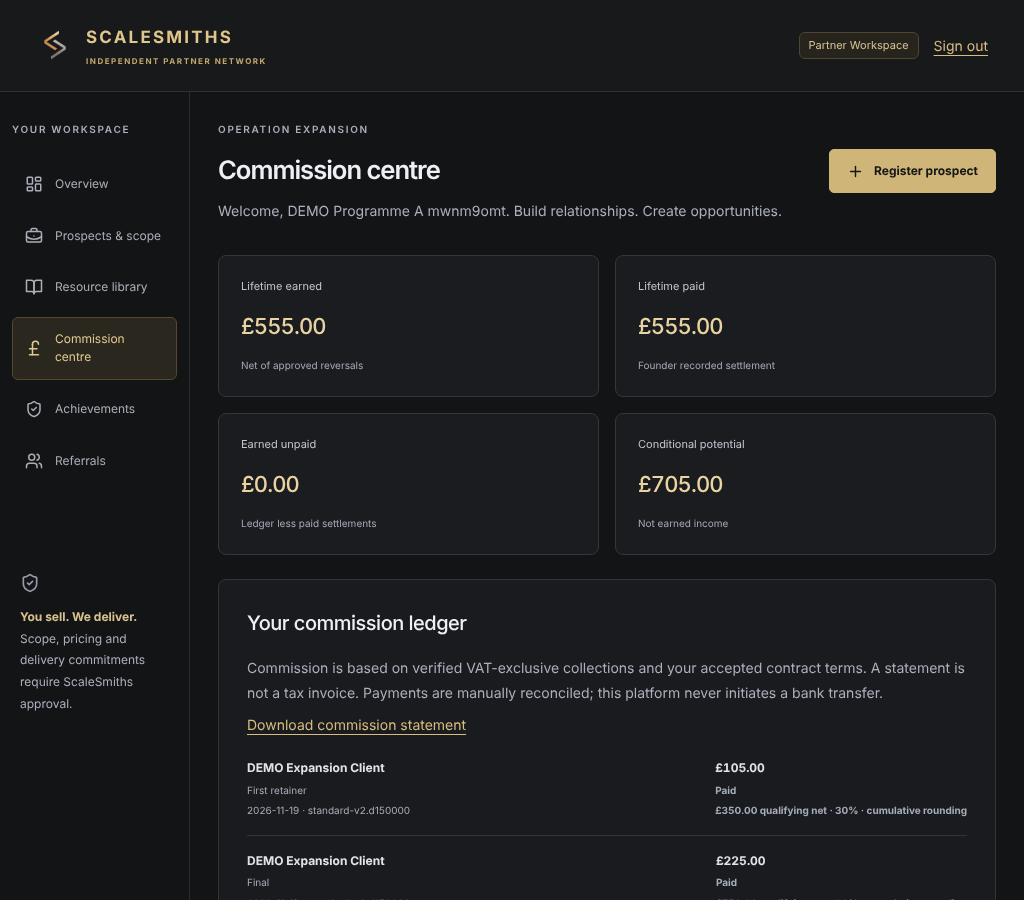 SCALESMITHS
INDEPENDENT PARTNER NETWORK
Partner Workspace
Sign out
YOUR WORKSPACE
Overview
Prospects & scope
Resource library
Commission
centre
Achievements
Referrals
You sell. We deliver.
Scope, pricing and
delivery commitments
require ScaleSmiths
approval.
OPERATION EXPANSION
Commission centre
Register prospect
Welcome, DEMO Programme A mwnm9omt. Build relationships. Create opportunities.
Lifetime earned
£555.00
Net of approved reversals
Lifetime paid
£555.00
Founder recorded settlement
Earned unpaid
£0.00
Ledger less paid settlements
Conditional potential
£705.00
Not earned income
Your commission ledger
Commission is based on verified VAT-exclusive collections and your accepted contract terms. A statement is
not a tax invoice. Payments are manually reconciled; this platform never initiates a bank transfer.
Download commission statement
DEMO Expansion Client
£105.00
First retainer
Paid
2026-11-19 · standard-v2.d150000
£350.00 qualifying net · 30% · cumulative rounding
DEMO Expansion Client
£225.00
Final
Paid